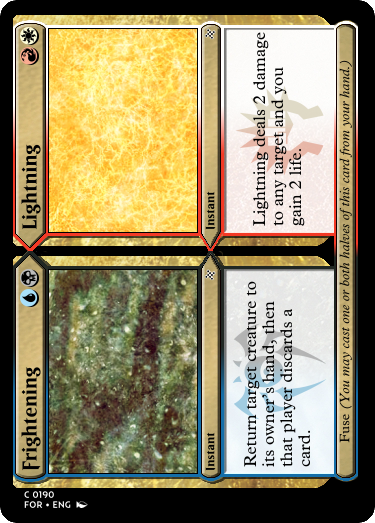 Frightening
Instant
Return target creature to
its owner's hand, then
that player discards a
card.
Lightning
Instant
Lightning deals 2 damage
to any target and you
gain 2 life.
Fuse (You may cast one or both halves of this card from your hand.)
C 0190
FOR • ENG